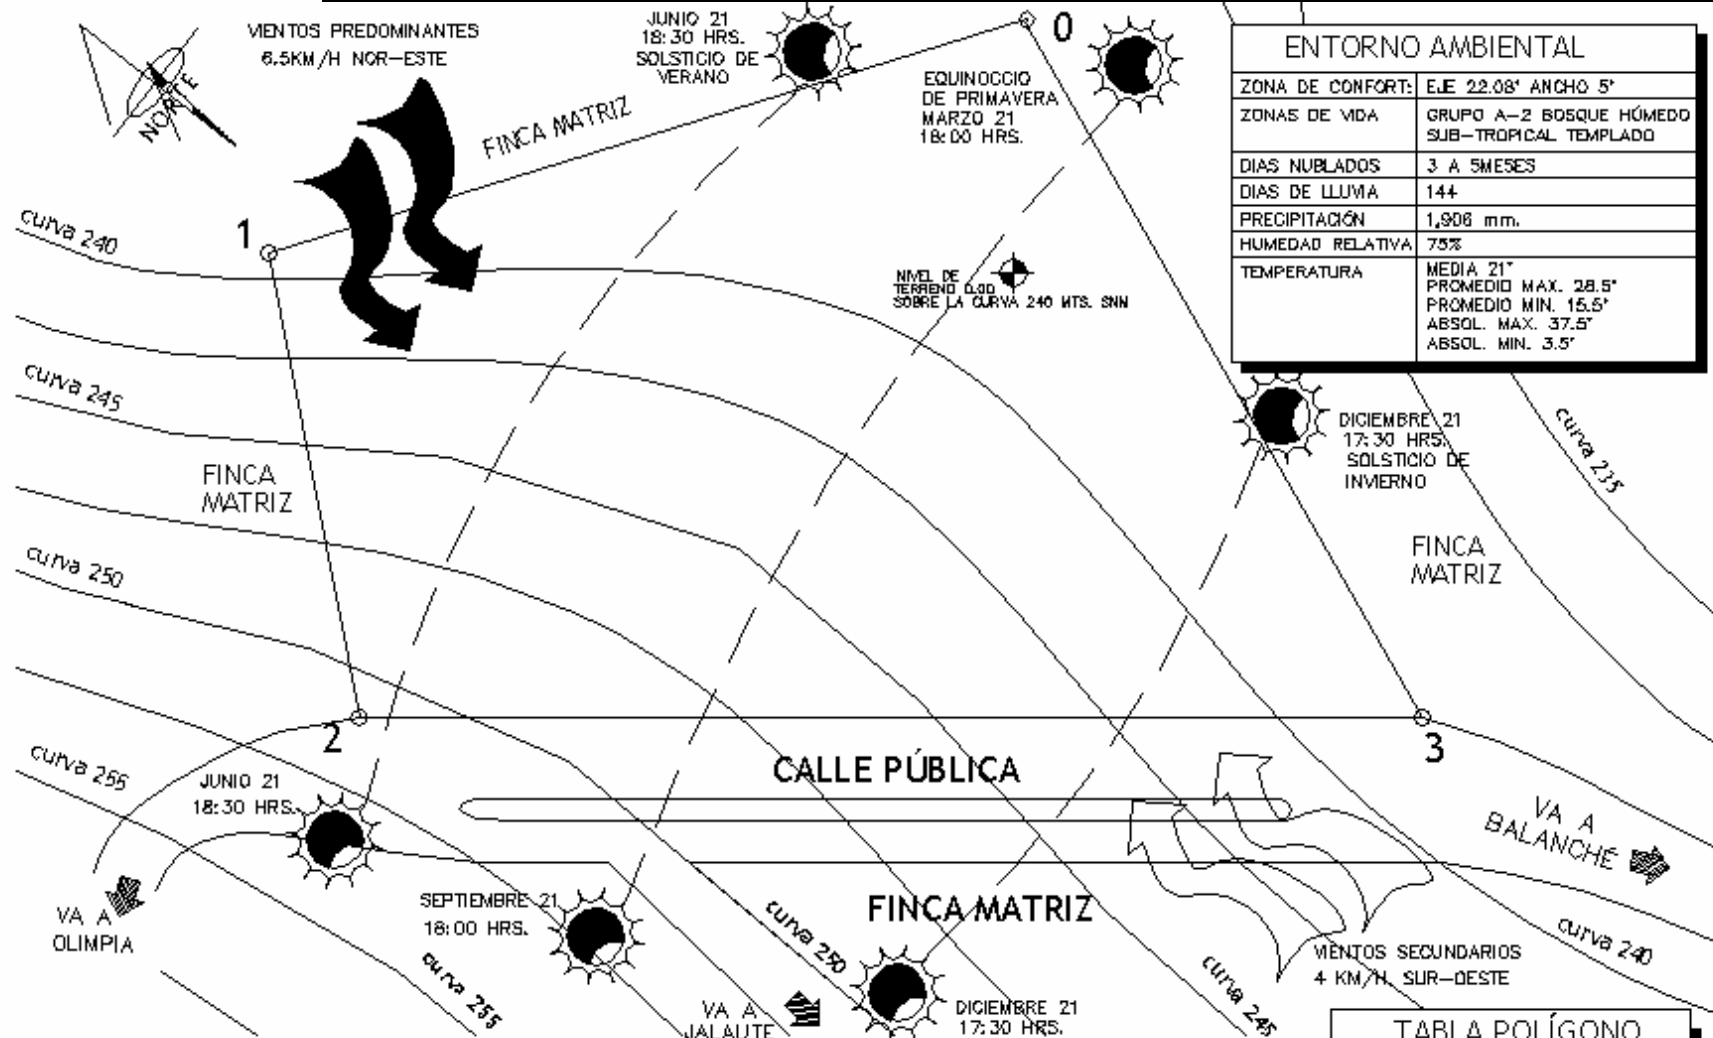 VIENTOS PREDOMINANTES
6.5KM/H NOR-ESTE
NORTE
JUNIO 21
18:30 HRS.
SOLSTICIO DE
VERANO
0
EQUINOCCIO
DE PRIMAVERA
MARZO 21
18:00 HRS.
FINCA MATRIZ
ENTORNO AMBIENTAL
ZONA DE CONFORT: EJE 22.08° ANCHO 5°
ZONAS DE VIDA GRUPO A-2 BOSQUE HÚMEDO
SUB-TROPICAL TEMPLADO
DIAS NUBLADOS 3 A 5MESES
DIAS DE LLUVIA 144
PRECIPITACIÓN 1,906 mm.
HUMEDAD RELATIVA 75%
TEMPERATURA MEDIA 21°
PROMEDIO MAX. 28.5°
PROMEDIO MIN. 15.5°
ABSOL. MAX. 37.5°
ABSOL. MIN. 3.5°
curva 240
1
NIVEL DE
TERRENO 0.00
SOBRE LA CURVA 240 MTS. SNM
curva 245
DICIEMBRE 21
17:30 HRS.
SOLSTICIO DE
INVIERNO
curva 235
FINCA
MATRIZ
FINCA
MATRIZ
curva 250
2
3
curva 255
CALLE PÚBLICA
JUNIO 21
18:30 HRS.
VA A
BALANCHÉ
VA A
OLIMPIA
SEPTIEMBRE 21
18:00 HRS.
FINCA MATRIZ
curva 250
curva 255
curva 240
VIENTOS SECUNDARIOS
4 KM/H. SUR-OESTE
curva 245
VA A
JALAUTE
DICIEMBRE 21
17:30 HRS.
TABLA POLÍGONO